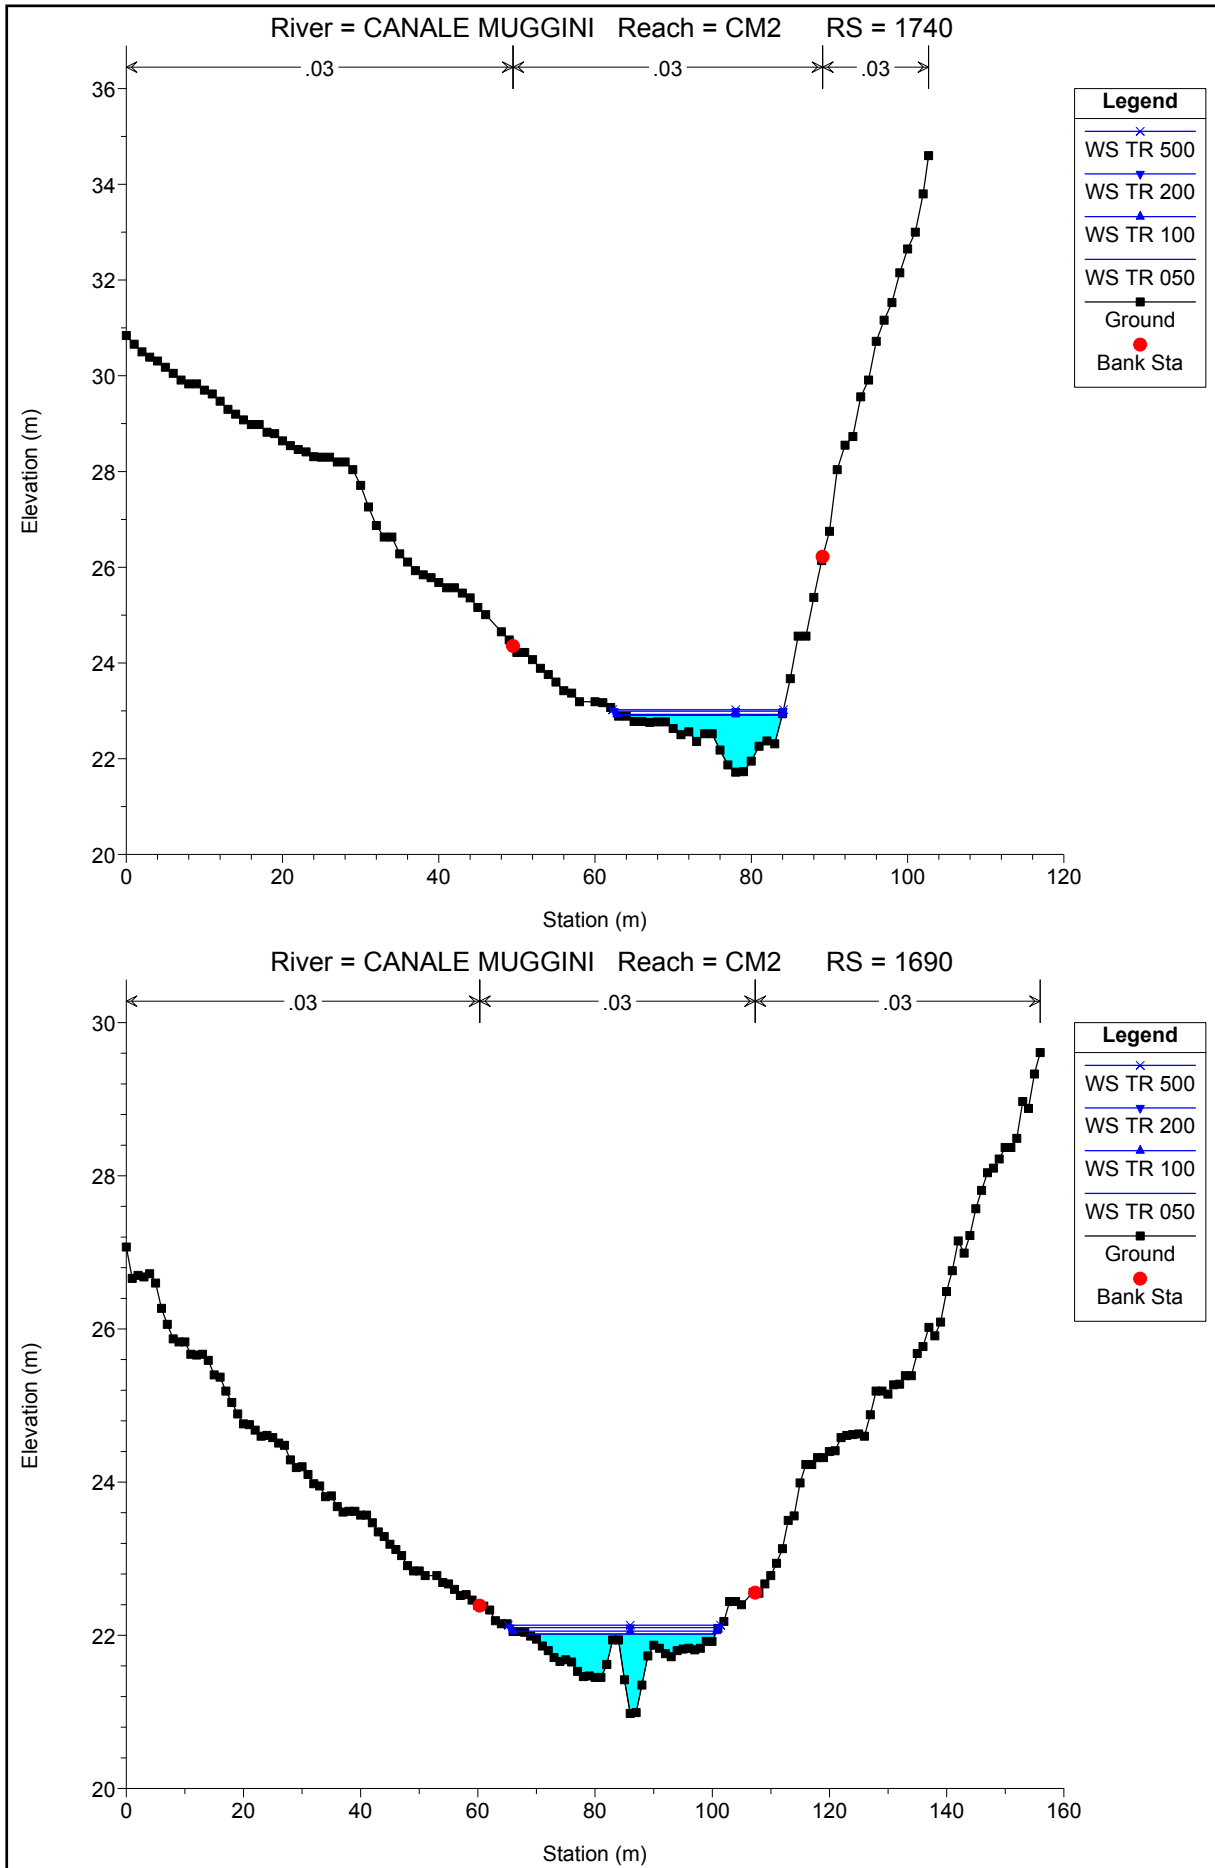 River = CANALE MUGGINI Reach = CM2 RS = 1740
.03 .03 .03
Legend
WS TR 500
WS TR 200
WS TR 100
WS TR 050
Ground
Bank Sta
Elevation (m)
36
34
32
30
28
26
24
22
20
0 20 40 60 80 100 120
Station (m)
River = CANALE MUGGINI Reach = CM2 RS = 1690
.03 .03 .03
Legend
WS TR 500
WS TR 200
WS TR 100
WS TR 050
Ground
Bank Sta
Elevation (m)
30
28
26
24
22
20
0 20 40 60 80 100 120 140 160
Station (m)